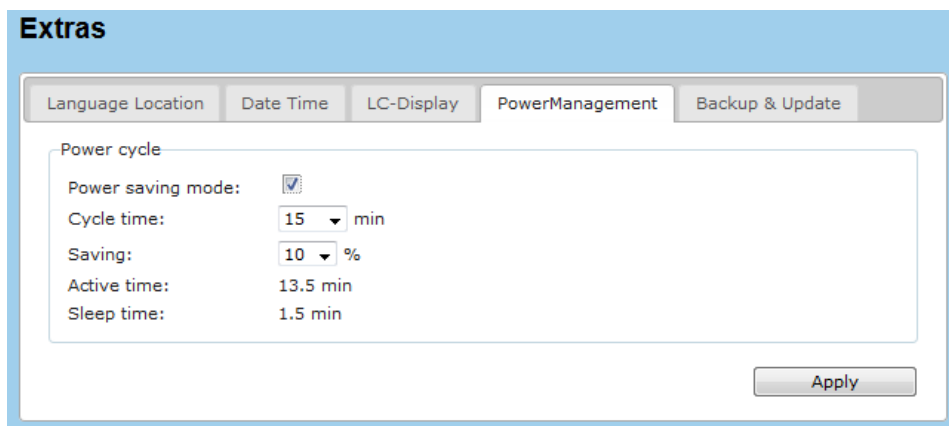 Extras
Language Location Date Time LC-Display PowerManagement Backup & Update
Power cycle
Power saving mode:
Cycle time: 15 min
Saving: 10 %
Active time: 13.5 min
Sleep time: 1.5 min
Apply